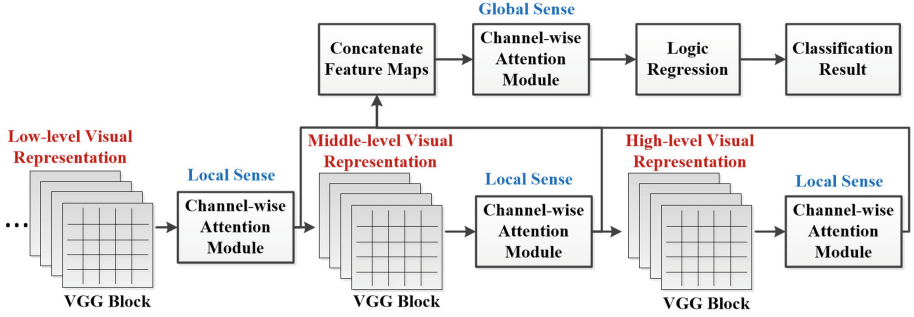 Global Sense
Concatenate
Feature Maps
Channel-wise
Attention
Module
Logic
Regression
Classification
Result
Low-level Visual
Representation
Middle-level Visual
Representation
High-level Visual
Representation
Local Sense
Channel-wise
Attention
Module
Local Sense
Channel-wise
Attention
Module
Local Sense
Channel-wise
Attention
Module
...
VGG Block
VGG Block
VGG Block